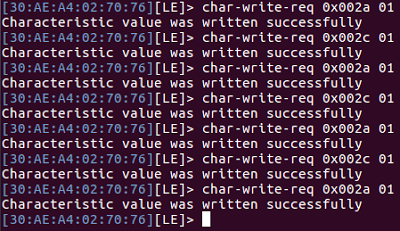 [30:AE:A4:02:70:76][LE]> char-write-req 0x002a 01
Characteristic value was written successfully
[30:AE:A4:02:70:76][LE]> char-write-req 0x002c 01
Characteristic value was written successfully
[30:AE:A4:02:70:76][LE]> char-write-req 0x002a 01
Characteristic value was written successfully
[30:AE:A4:02:70:76][LE]> char-write-req 0x002c 01
Characteristic value was written successfully
[30:AE:A4:02:70:76][LE]> char-write-req 0x002a 01
Characteristic value was written successfully
[30:AE:A4:02:70:76][LE]> char-write-req 0x002c 01
Characteristic value was written successfully
[30:AE:A4:02:70:76][LE]> char-write-req 0x002a 01
Characteristic value was written successfully
[30:AE:A4:02:70:76][LE]>